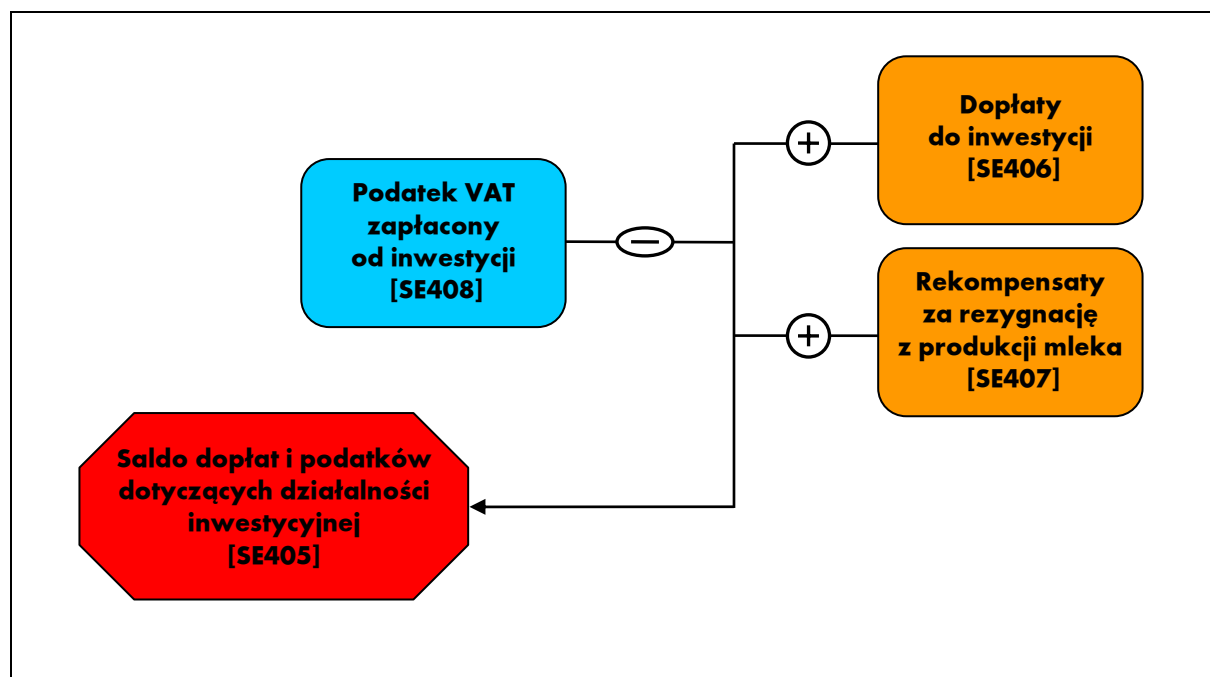 Dopłaty
do inwestycji
[SE406]
Podatek VAT
zapłacony
od inwestycji
[SE408]
Rekompensaty
za rezygnację
z produkcji mleka
[SE407]
Saldo dopłat i podatków
dotyczących działalności
inwestycyjnej
[SE405]